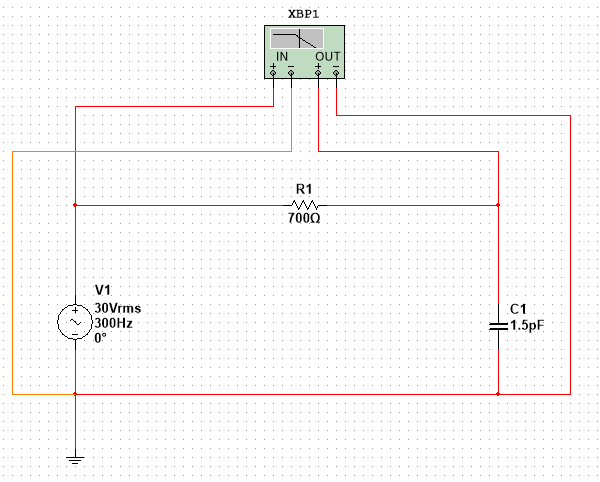 XBP1
IN OUT
+ − + −
R1
700Ω
V1
+
30Vrms
300Hz
−
0°
C1
1.5pF